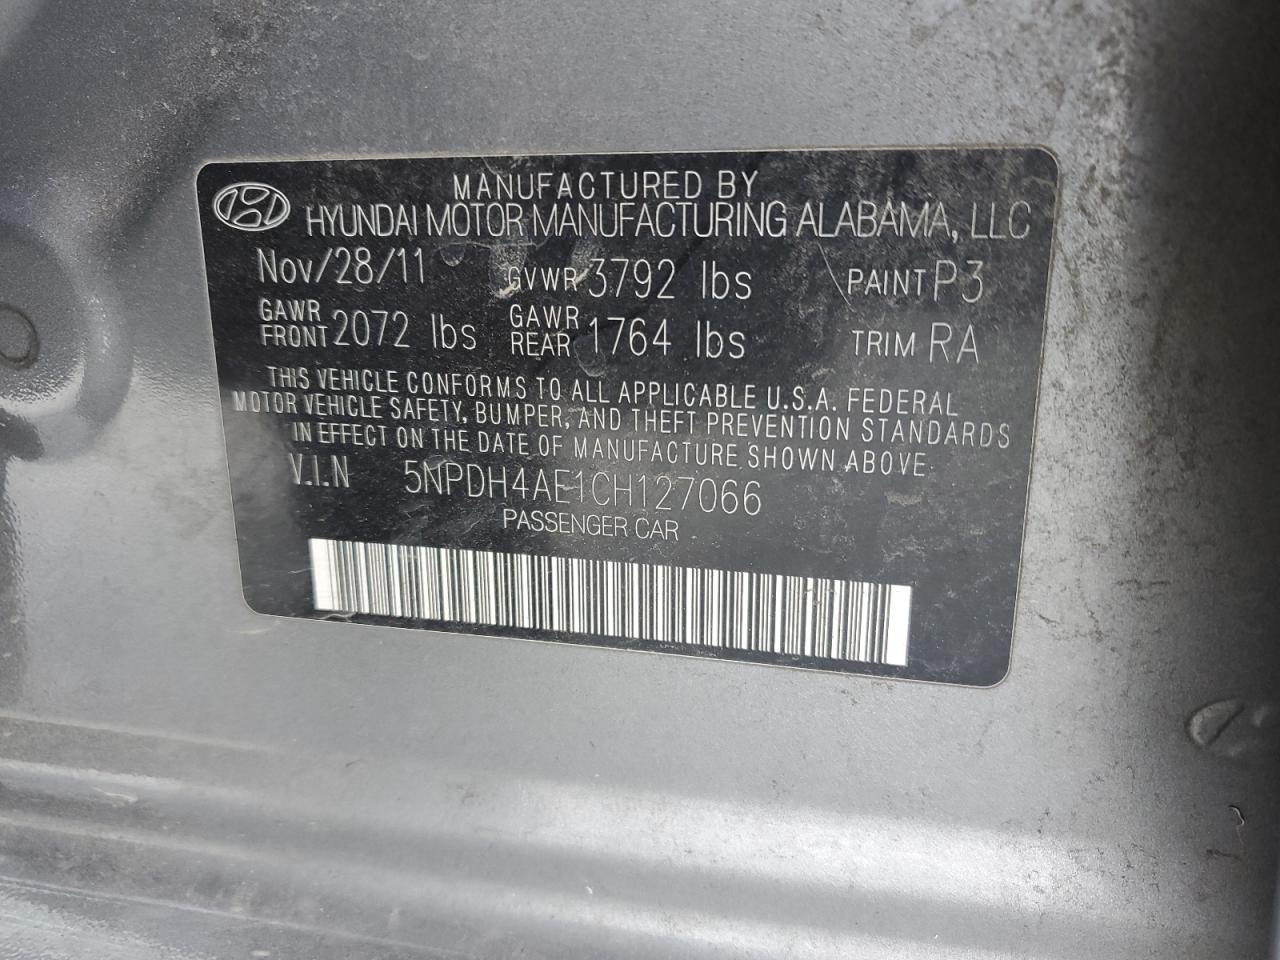 MANUFACTURED BY
HYUNDAI MOTOR MANUFACTURING ALABAMA, LLC
Nov/28/11 GVWR 3792 lbs PAINT P3
GAWR FRONT 2072 lbs GAWR REAR 1764 lbs TRIM RA
THIS VEHICLE CONFORMS TO ALL APPLICABLE U.S.A. FEDERAL
MOTOR VEHICLE SAFETY, BUMPER, AND THEFT PREVENTION STANDARDS
IN EFFECT ON THE DATE OF MANUFACTURE SHOWN ABOVE
V.I.N 5NPDH4AE1CH127066
PASSENGER CAR